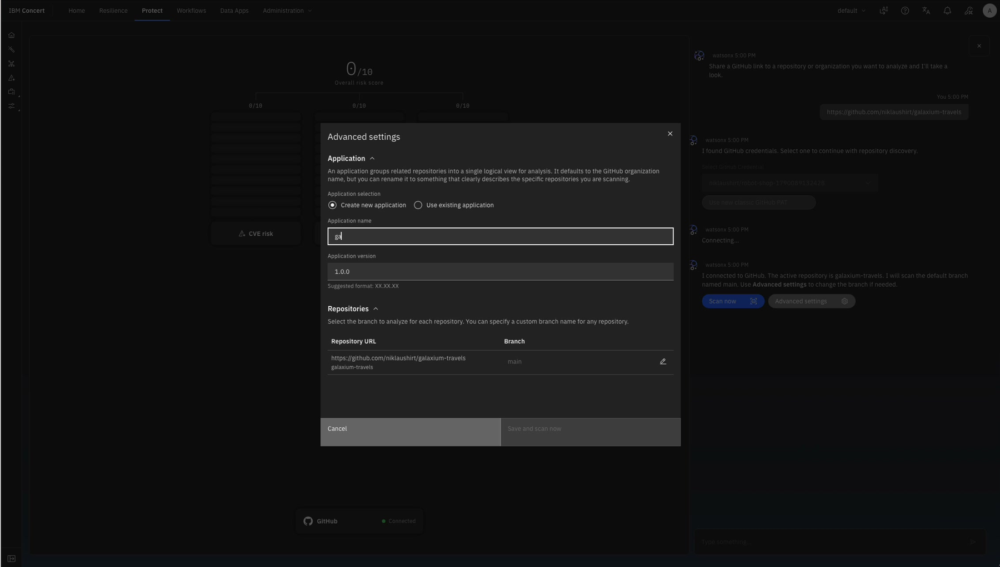 IBM Concert
Home
Resilience
Protect
Workflows
Data Apps
Administration
default
A
0/10
Overall risk score
0/10
0/10
0/10
CVE risk
GitHub
Connected
Advanced settings
Application
An application groups related repositories into a single logical view for analysis. It defaults to the GitHub organization
name, but you can rename it to something that clearly describes the specific repositories you are scanning.
Application selection
Create new application
Use existing application
Application name
ga
Application version
1.0.0
Suggested format: XX.XX.XX
Repositories
Select the branch to analyze for each repository. You can specify a custom branch name for any repository.
Repository URL
Branch
https://github.com/niklaushirt/galaxium-travels
galaxium-travels
main
Cancel
Save and scan now
watsonx 5:00 PM
Share a GitHub link to a repository or organization you want to analyze and I'll take a
look.
You 5:00 PM
https://github.com/niklaushirt/galaxium-travels
watsonx 5:00 PM
I found GitHub credentials. Select one to continue with repository discovery.
Select GitHub Credential
niklaushirt/robot-shop-1790069132426
Use new classic GitHub PAT
watsonx 5:00 PM
Connecting...
watsonx 5:00 PM
I connected to GitHub. The active repository is galaxium-travels. I will scan the default branch
named main. Use Advanced settings to change the branch if needed.
Scan now
Advanced settings
Type something...